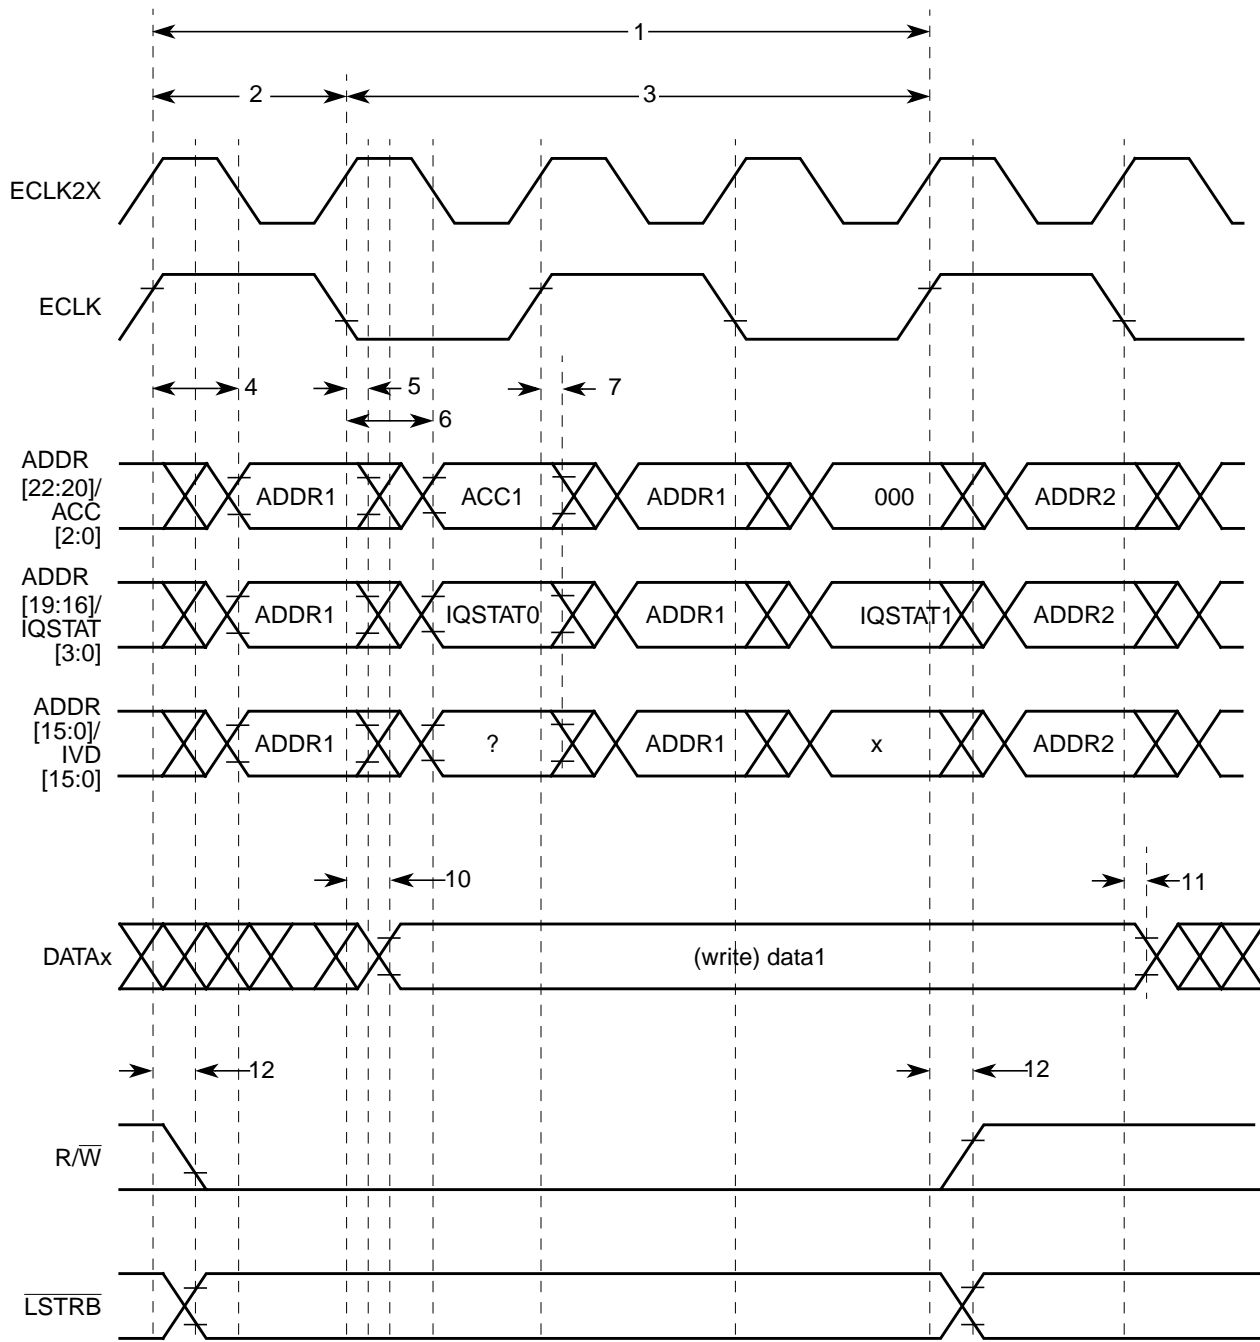 1
2
3
ECLK2X
ECLK
4
5
6
7
ADDR
[22:20]/
ACC
[2:0]
ADDR1
ACC1
ADDR1
000
ADDR2
ADDR
[19:16]/
IQSTAT
[3:0]
ADDR1
IQSTAT0
ADDR1
IQSTAT1
ADDR2
ADDR
[15:0]/
IVD
[15:0]
ADDR1
?
ADDR1
x
ADDR2
10
11
DATAx
(write) data1
12
12
R/W
LSTRB